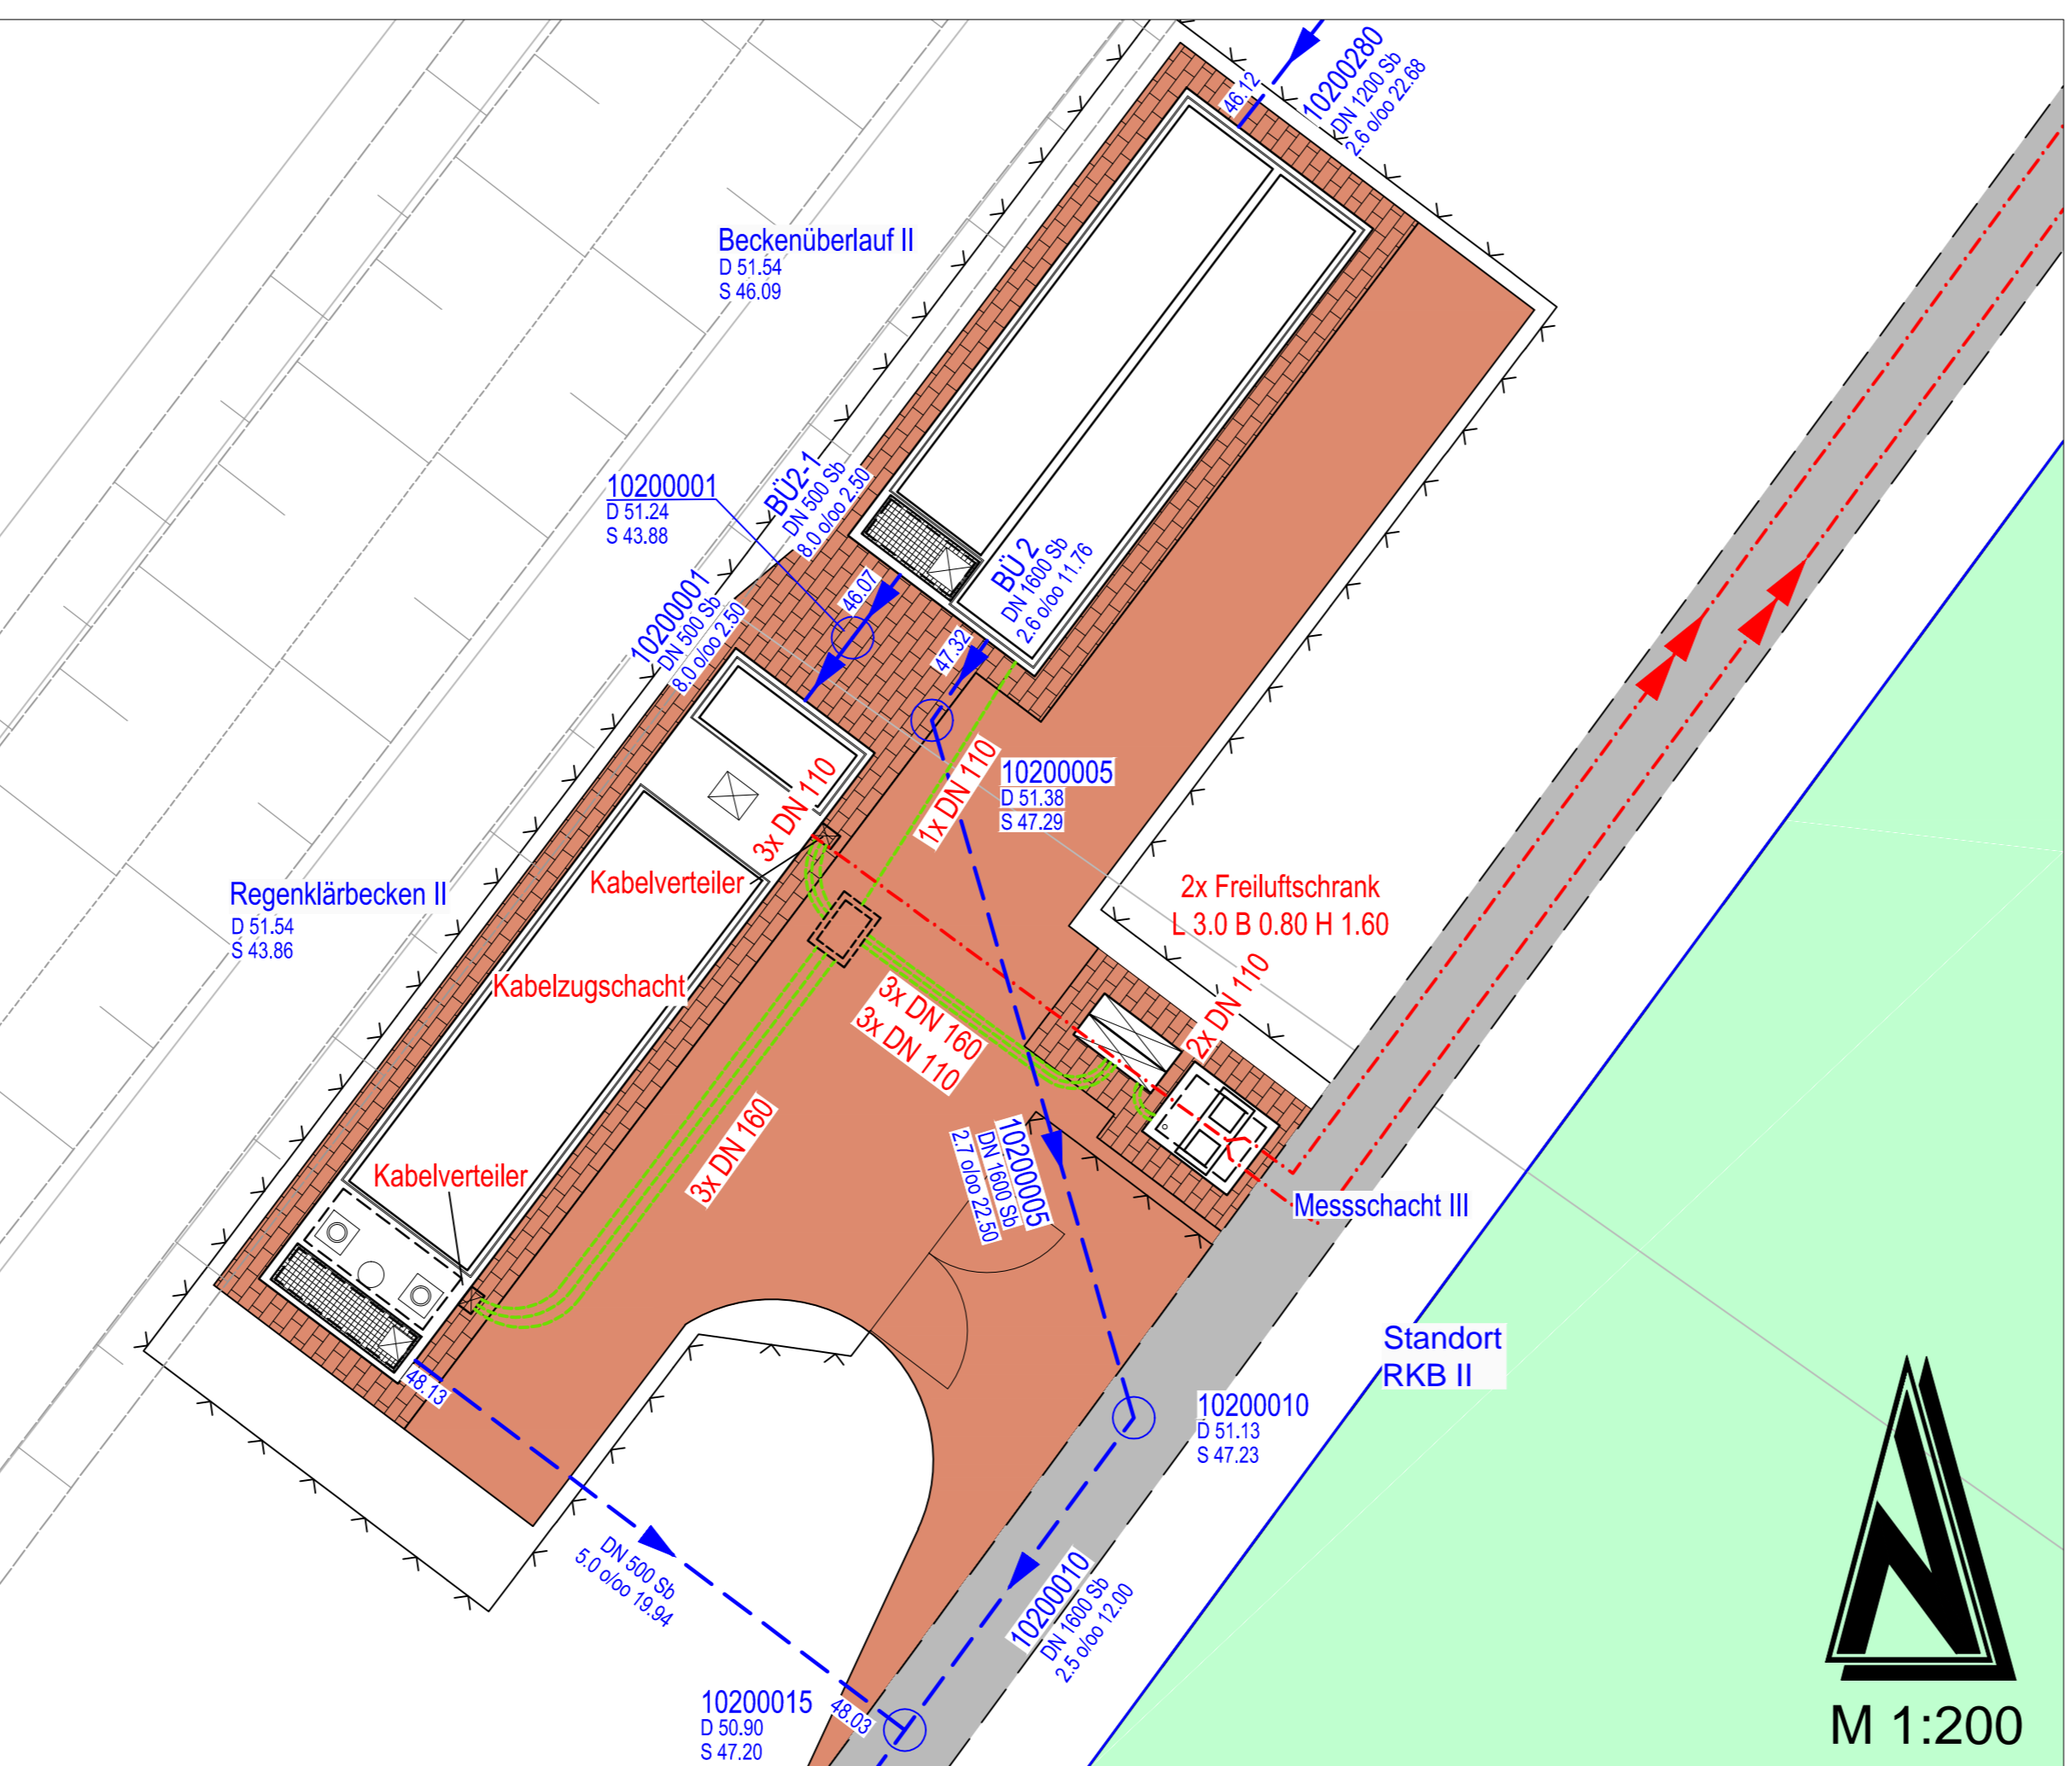 46.12
10200280
DN 1200 Sb
2.6 o/oo 22.68
Beckenüberlauf II
D 51.54
S 46.09
10200001
D 51.24
S 43.88
BÜ2-1
DN 500 Sb
8.0 o/oo 2.50
BÜ 2
DN 1600 Sb
2.6 o/oo 11.76
46.07
47.32
10200001
DN 500 Sb
8.0 o/oo 2.50
3x DN 110
1x DN 110
10200005
D 51.38
S 47.29
Kabelverteiler
Regenklärbecken II
D 51.54
S 43.86
2x Freiluftschrank
L 3.0 B 0.80 H 1.60
Kabelzugschacht
3x DN 160
3x DN 110
2x DN 110
3x DN 160
Kabelverteiler
10200005
DN 1600 Sb
2.7 o/oo 22.50
Messschacht III
Standort
RKB II
48.13
10200010
D 51.13
S 47.23
DN 500 Sb
5.0 o/oo 19.94
10200010
DN 1600 Sb
2.5 o/oo 12.00
10200015
D 50.90
S 47.20
48.03
N
M 1:200